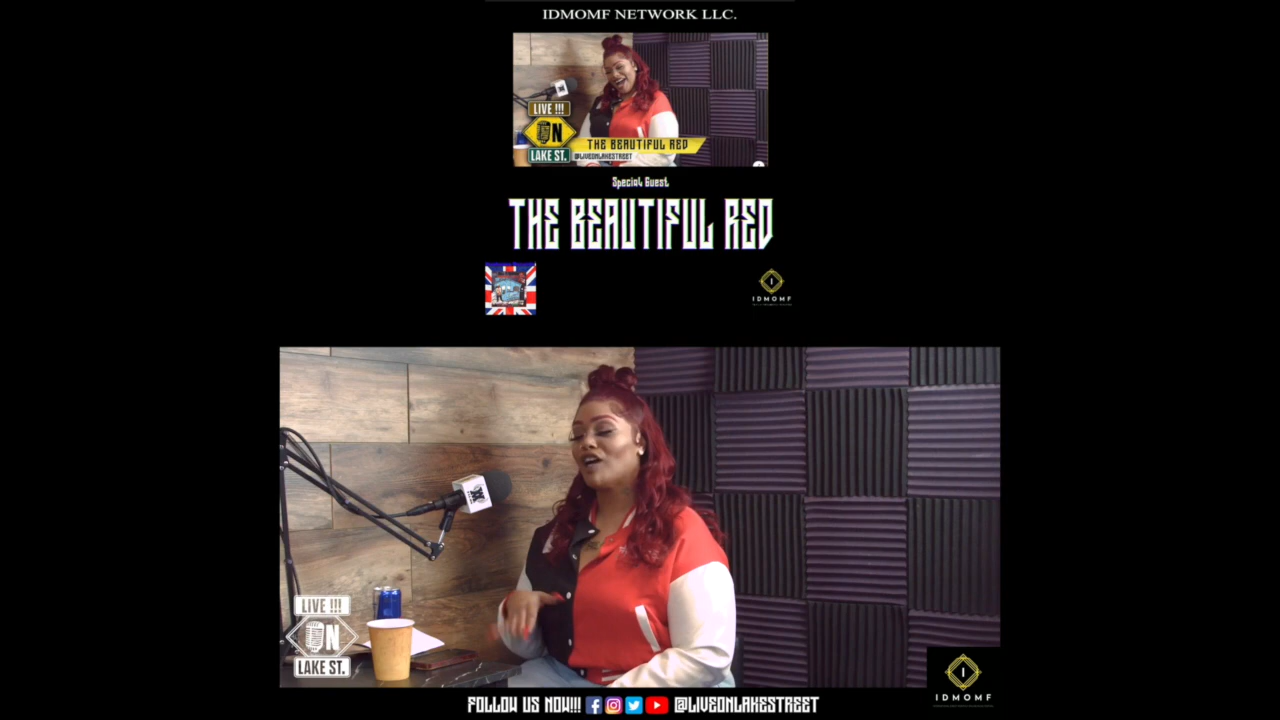 IDMOMF NETWORK LLC.
LIVE !!!
ON
LAKE ST.
THE BEAUTIFUL RED
@LIVEONLAKESTREET
Special Guest
THE BEAUTIFUL RED
I
IDMOMF
LIVE !!!
ON
LAKE ST.
I
IDMOMF
FOLLOW US NOW!!! @LIVEONLAKESTREET